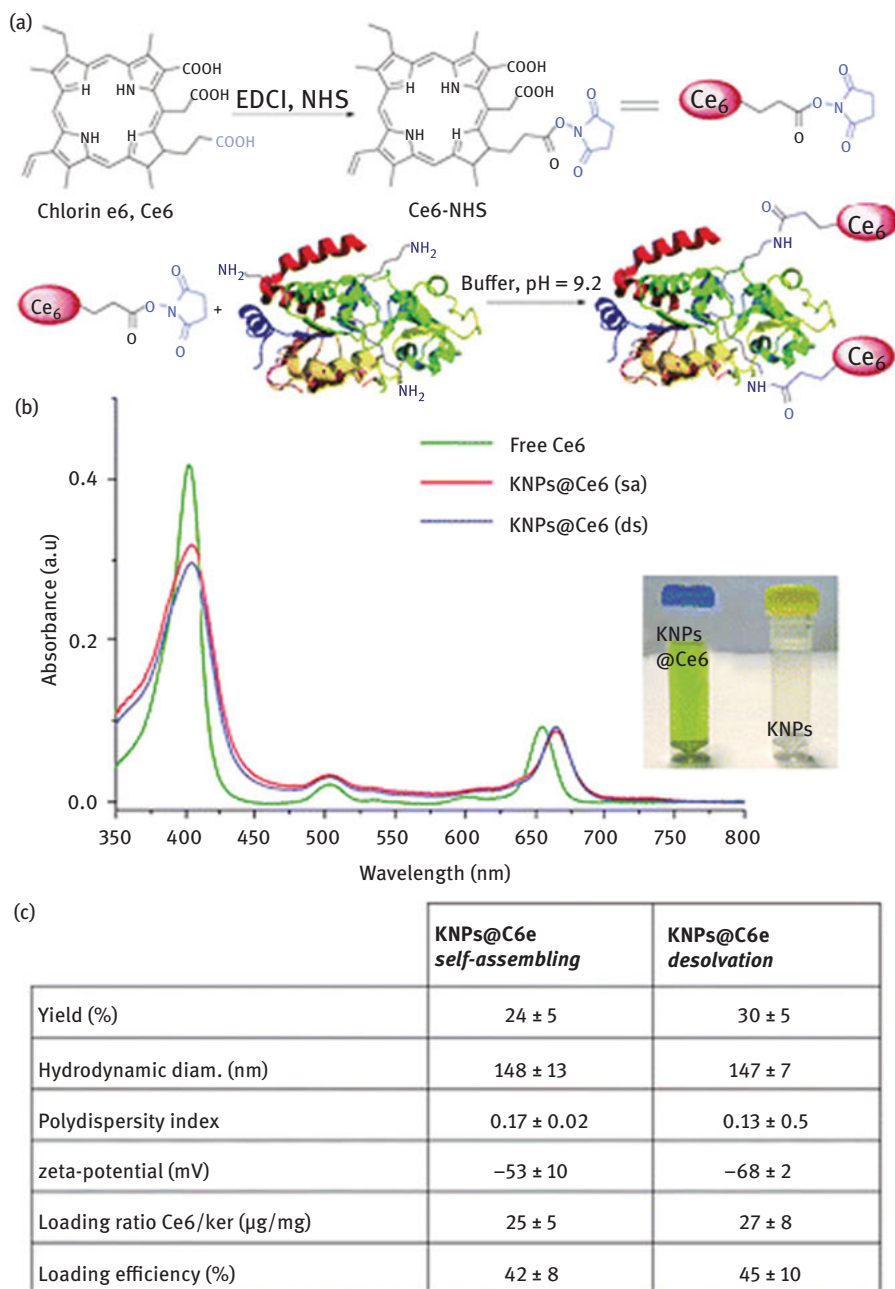 (a)
COOH
COOH
H
HN
NH
H
COOH
EDCI, NHS
COOH
COOH
H
HN
NH
H
O
O
O
N
O
Ce6
O
O
O
N
O
Chlorin e6, Ce6
Ce6-NHS
Ce6
O
O
O
N
O
+
NH2
NH2
NH2
Buffer, pH = 9.2
O
NH
Ce6
NH
O
Ce6
(b)
Free Ce6
KNPs@Ce6 (sa)
KNPs@Ce6 (ds)
Absorbance (a.u)
0.4
0.2
0.0
KNPs
@Ce6
KNPs
350 400 450 500 550 600 650 700 750 800
Wavelength (nm)
(c)
KNPs@C6e
self-assembling
KNPs@C6e
desolvation
Yield (%) 24 ± 5 30 ± 5
Hydrodynamic diam. (nm) 148 ± 13 147 ± 7
Polydispersity index 0.17 ± 0.02 0.13 ± 0.5
zeta-potential (mV) −53 ± 10 −68 ± 2
Loading ratio Ce6/ker (µg/mg) 25 ± 5 27 ± 8
Loading efficiency (%) 42 ± 8 45 ± 10